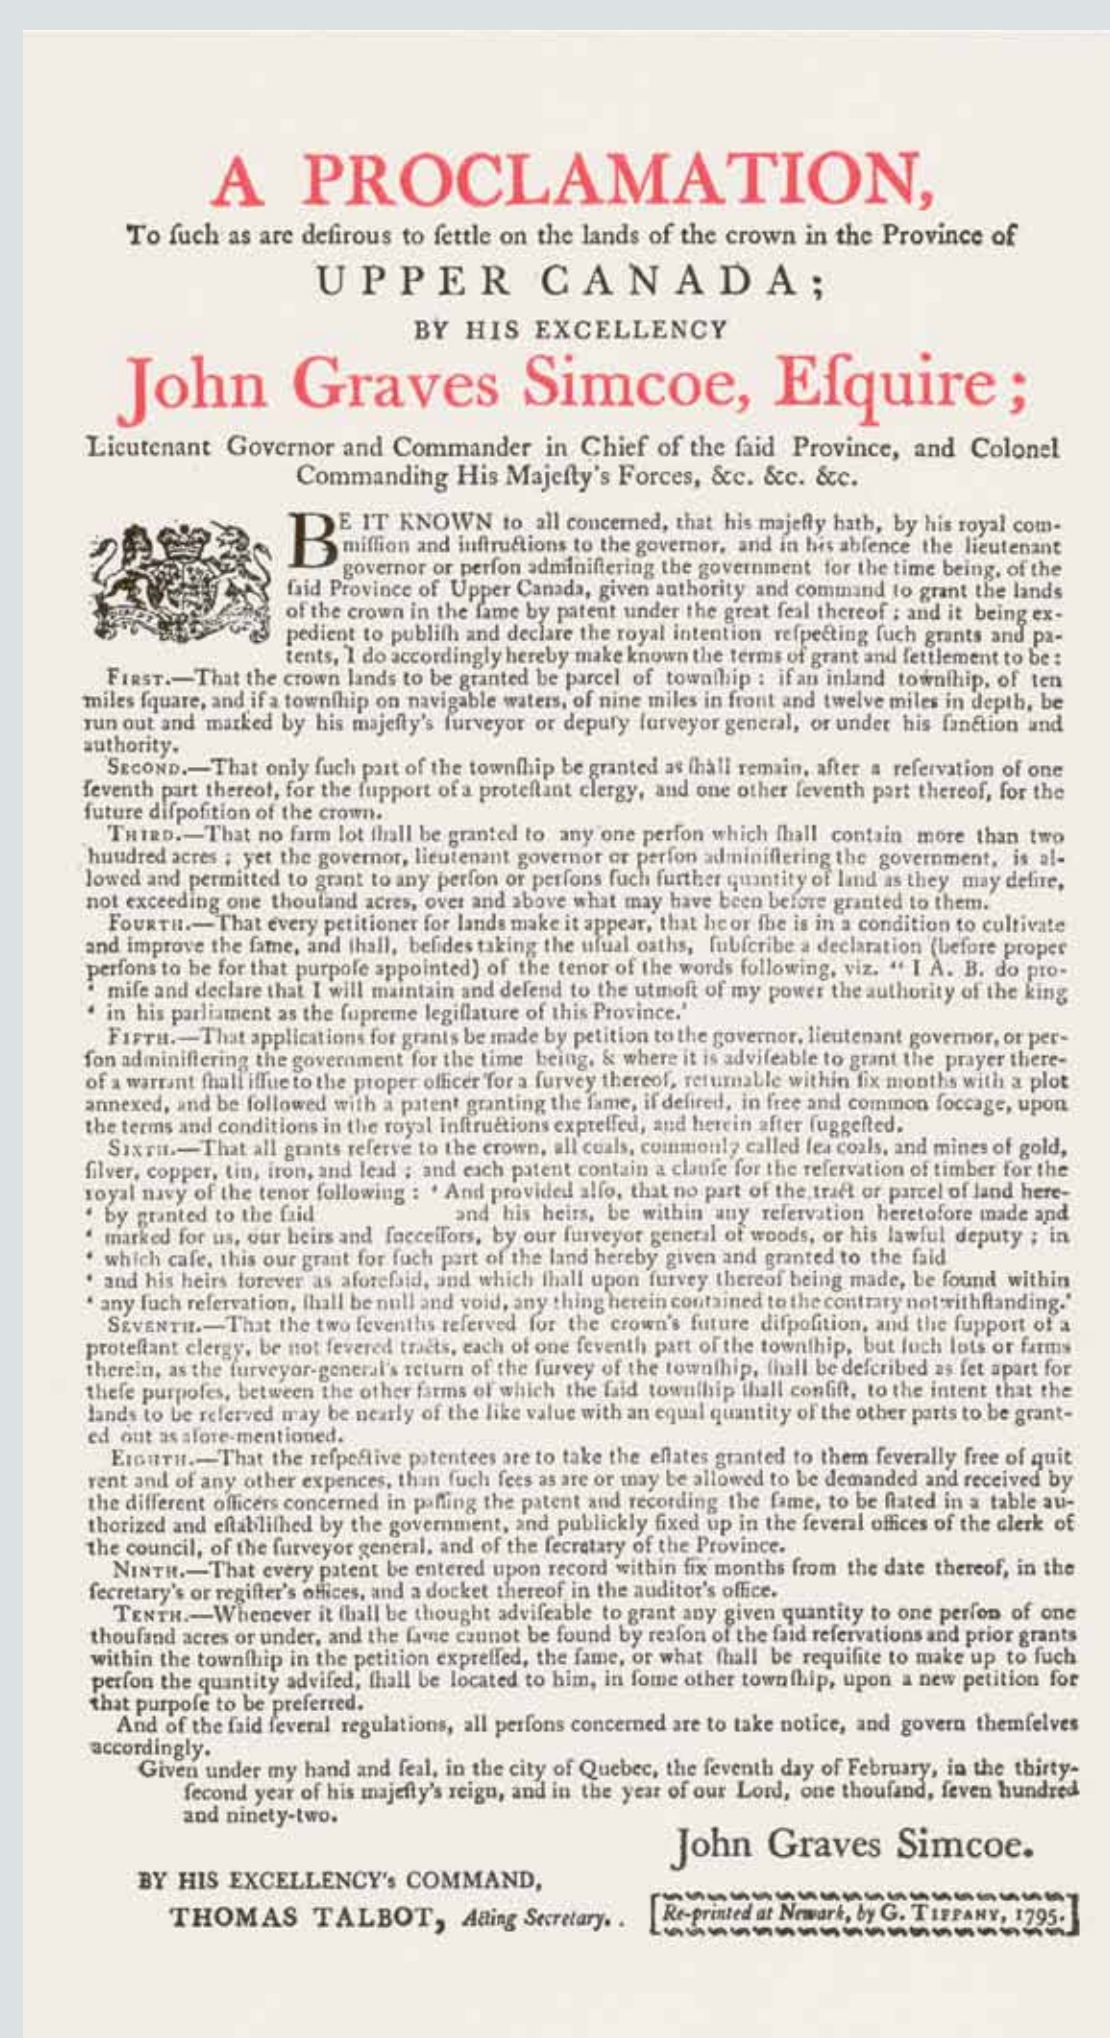 A PROCLAMATION,
To ſuch as are deſirous to ſettle on the lands of the crown in the Province of
UPPER CANADA;
BY HIS EXCELLENCY
John Graves Simcoe, Eſquire;
Lieutenant Governor and Commander in Chief of the ſaid Province, and Colonel
Commanding His Majeſty's Forces, &c. &c. &c.
BE IT KNOWN to all concerned, that his majeſty hath, by his royal com-
miſſion and inſtructions to the governor, and in his abſence the lieutenant
governor or perſon adminiſtering the government for the time being, of the
ſaid Province of Upper Canada, given anthority and command to grant the lands
of the crown in the ſame by patent under the great ſeal thereof ; and it being ex-
pedient to publiſh and declare the royal intention reſpecting ſuch grants and pa-
tents, I do accordingly hereby make known the terms of grant and ſettlement to be :
FIRST.—That the crown lands to be granted be parcel of townſhip : if an inland townſhip, of ten
miles ſquare, and if a townſhip on navigable waters, of nine miles in front and twelve miles in depth, be
run out and marked by his majeſty's ſurveyor or deputy ſurveyor general, or under his ſanction and
authority.
SECOND.—That only ſuch part of the townſhip be granted as ſhall remain, after a reſervation of one
ſeventh part thereof, for the ſupport of a proteſtant clergy, and one other ſeventh part thereof, for the
future diſpoſition of the crown.
THIRD.—That no farm lot ſhall be granted to any one perſon which ſhall contain more than two
huudred acres ; yet the governor, lieutenant governor or perſon adminiſtering the government, is al-
lowed and permitted to grant to any perſon or perſons ſuch further quantity of land as they may deſire,
not exceeding one thouſand acres, over and above what may have been before granted to them.
FOURTH.—That every petitioner for lands make it appear, that he or ſhe is in a condition to cultivate
and improve the ſame, and ſhall, beſides taking the uſual oaths, ſubſcribe a declaration (before proper
perſons to be for that purpoſe appointed) of the tenor of the words following, viz. “ I A. B. do pro-
‘ miſe and declare that I will maintain and defend to the utmoſt of my power the authority of the king
‘ in his parliament as the ſupreme legiſlature of this Province.'
FIFTH.—That applications for grants be made by petition to the governor, lieutenant governor, or per-
ſon adminiſtering the government for the time being, & where it is adviſeable to grant the prayer there-
of a warrant ſhall iſſue to the proper officer for a ſurvey thereof, returnable within ſix months with a plot
annexed, and be followed with a patent granting the ſame, if deſired, in free and common ſoccage, upon
the terms and conditions in the royal inſtructions expreſſed, and herein after ſuggeſted.
SIXTH.—That all grants reſerve to the crown, all coals, commonly called ſea coals, and mines of gold,
ſilver, copper, tin, iron, and lead ; and each patent contain a clauſe for the reſervation of timber for the
royal navy of the tenor following : ‘ And provided alſo, that no part of the tract or parcel of land here-
‘ by granted to the ſaid and his heirs, be within any reſervation heretofore made and
‘ marked for us, our heirs and ſucceſſors, by our ſurveyor general of woods, or his lawful deputy ; in
‘ which caſe, this our grant for ſuch part of the land hereby given and granted to the ſaid
‘ and his heirs forever as aforeſaid, and which ſhall upon ſurvey thereof being made, be found within
‘ any ſuch reſervation, ſhall be null and void, any thing herein contained to the contrary notwithſtanding.'
SEVENTH.—That the two ſevenths reſerved for the crown's future diſpoſition, and the ſupport of a
proteſtant clergy, be not ſevered tracts, each of one ſeventh part of the townſhip, but ſuch lots or farms
therein, as the ſurveyor-general's return of the ſurvey of the townſhip, ſhall be deſcribed as ſet apart for
theſe purpoſes, between the other farms of which the ſaid townſhip ſhall conſiſt, to the intent that the
lands to be reſerved may be nearly of the like value with an equal quantity of the other parts to be grant-
ed out as afore-mentioned.
EIGHTH.—That the reſpective patentees are to take the eſtates granted to them ſeverally free of quit
rent and of any other expences, than ſuch fees as are or may be allowed to be demanded and received by
the different officers concerned in paſſing the patent and recording the ſame, to be ſtated in a table au-
thorized and eſtabliſhed by the government, and publickly fixed up in the ſeveral offices of the clerk of
the council, of the ſurveyor general, and of the ſecretary of the Province.
NINTH.—That every patent be entered upon record within ſix months from the date thereof, in the
ſecretary's or regiſter's offices, and a docket thereof in the auditor's office.
TENTH.—Whenever it ſhall be thought adviſeable to grant any given quantity to one perſon of one
thouſand acres or under, and the ſame cannot be found by reaſon of the ſaid reſervations and prior grants
within the townſhip in the petition expreſſed, the ſame, or what ſhall be requiſite to make up to ſuch
perſon the quantity adviſed, ſhall be located to him, in ſome other townſhip, upon a new petition for
that purpoſe to be preferred.
And of the ſaid ſeveral regulations, all perſons concerned are to take notice, and govern themſelves
accordingly.
Given under my hand and ſeal, in the city of Quebec, the ſeventh day of February, in the thirty-
ſecond year of his majeſty's reign, and in the year of our Lord, one thouſand, ſeven hundred
and ninety-two.
John Graves Simcoe.
BY HIS EXCELLENCY's COMMAND,
THOMAS TALBOT, Acting Secretary.
Re-printed at Newark, by G. TIFFANY, 1795.